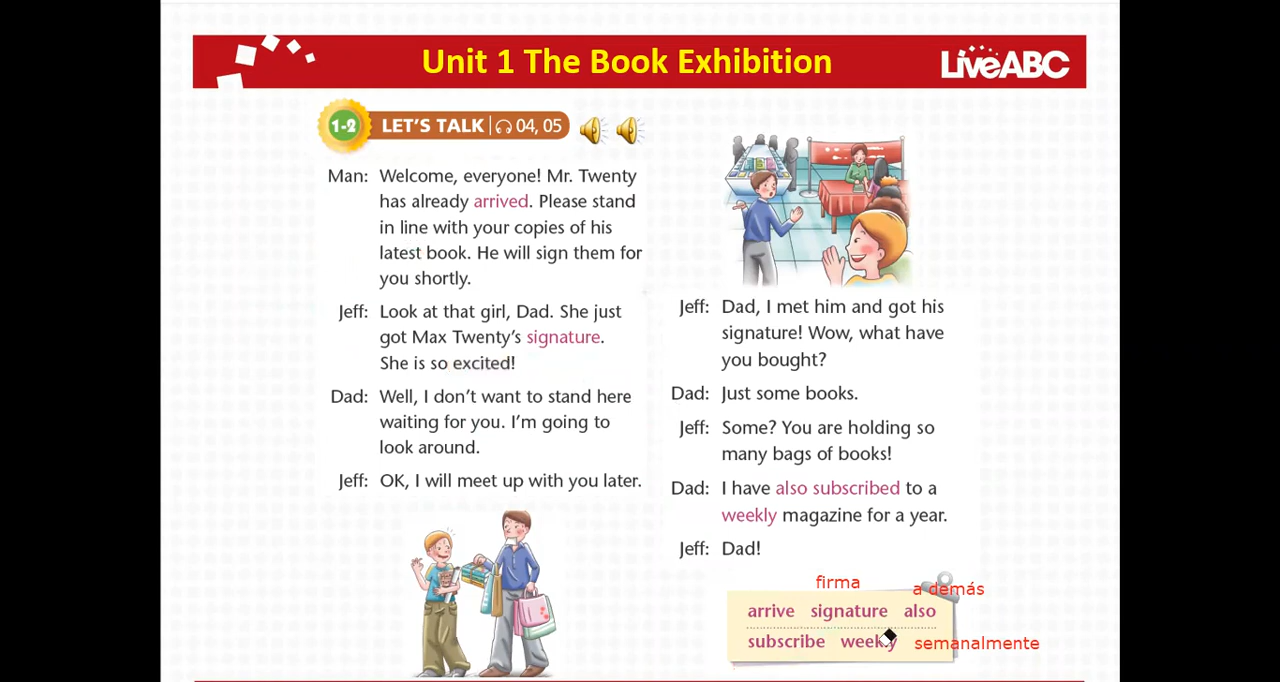 Unit 1 The Book Exhibition
LiveABC
1-2 LET'S TALK 04, 05
Man: Welcome, everyone! Mr. Twenty
has already arrived. Please stand
in line with your copies of his
latest book. He will sign them for
you shortly.
Jeff: Look at that girl, Dad. She just
got Max Twenty's signature.
She is so excited!
Dad: Well, I don't want to stand here
waiting for you. I'm going to
look around.
Jeff: OK, I will meet up with you later.
Jeff: Dad, I met him and got his
signature! Wow, what have
you bought?
Dad: Just some books.
Jeff: Some? You are holding so
many bags of books!
Dad: I have also subscribed to a
weekly magazine for a year.
Jeff: Dad!
firma
a demás
arrive signature also
subscribe weekly
semanalmente